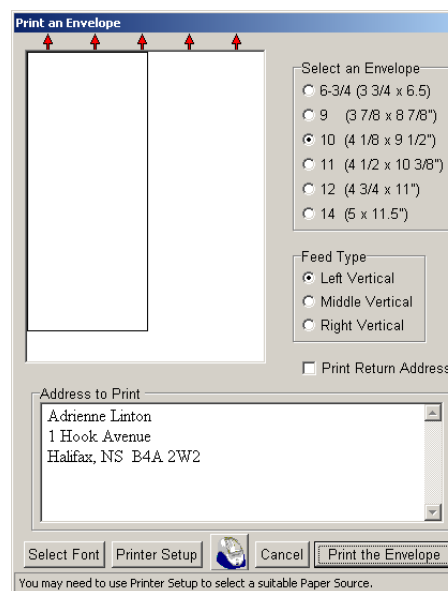 Print an Envelope
Select an Envelope
6-3/4 (3 3/4 x 6.5)
9 (3 7/8 x 8 7/8")
10 (4 1/8 x 9 1/2")
11 (4 1/2 x 10 3/8")
12 (4 3/4 x 11")
14 (5 x 11.5")
Feed Type
Left Vertical
Middle Vertical
Right Vertical
Print Return Address
Address to Print
Adrienne Linton
1 Hook Avenue
Halifax, NS B4A 2W2
Select Font Printer Setup Cancel Print the Envelope
You may need to use Printer Setup to select a suitable Paper Source.